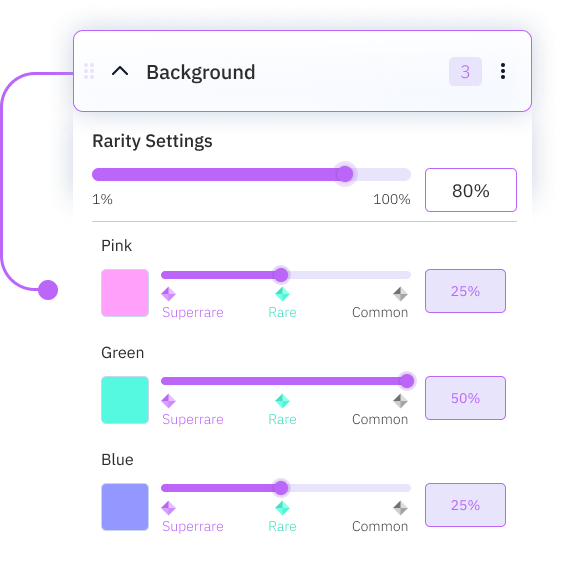 Background 3
Rarity Settings
1% 100% 80%
Pink
25%
Superrare Rare Common
Green
50%
Superrare Rare Common
Blue
25%
Superrare Rare Common